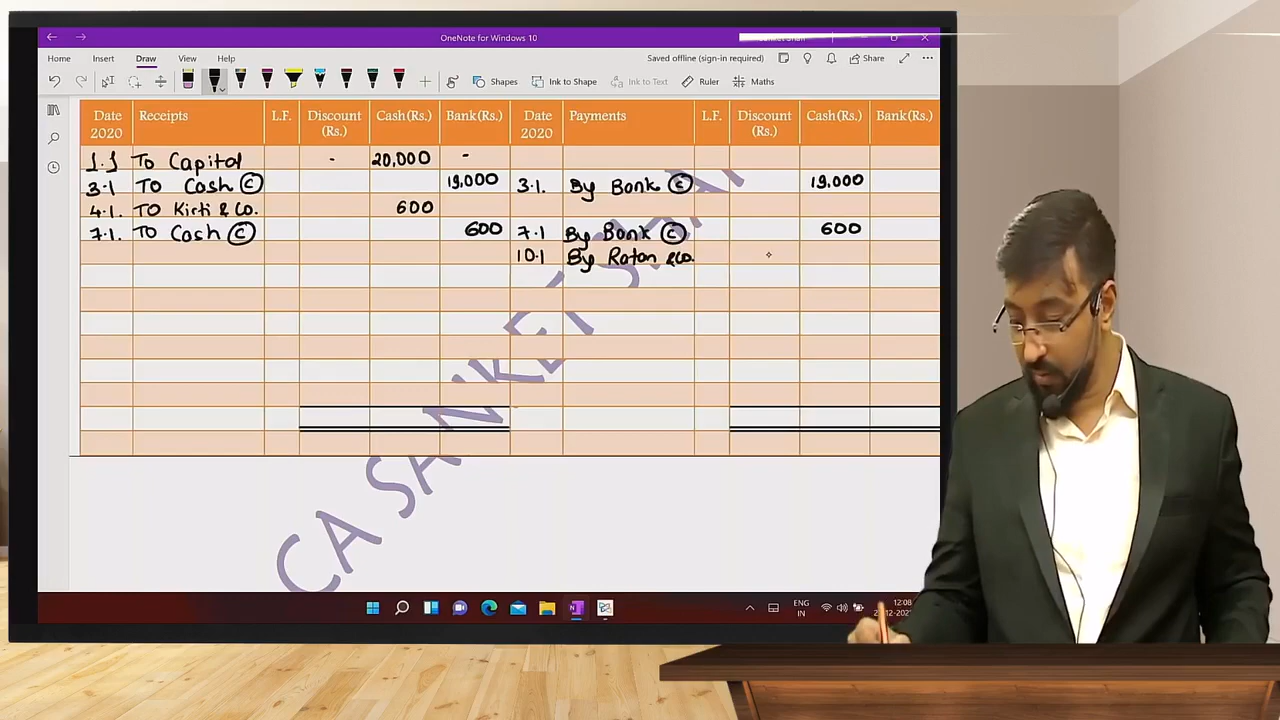 OneNote for Windows 10
Home Insert Draw View Help
Saved offline (sign-in required) Share
Shapes Ink to Shape Ink to Text Ruler Maths
Date 2020 Receipts L.F. Discount (Rs.) Cash(Rs.) Bank(Rs.) Date 2020 Payments L.F. Discount (Rs.) Cash(Rs.) Bank(Rs.)
1.1 To Capital - 20,000 -
3.1 To Cash C 19,000 3.1. By Bank C 19,000
4.1. TO Kirti & Co. 600
7.1. To Cash C 600 7.1 By Bank C 600
10.1 By Ratan &Co.
CA SANKET SHAH
ENG
IN
12:08